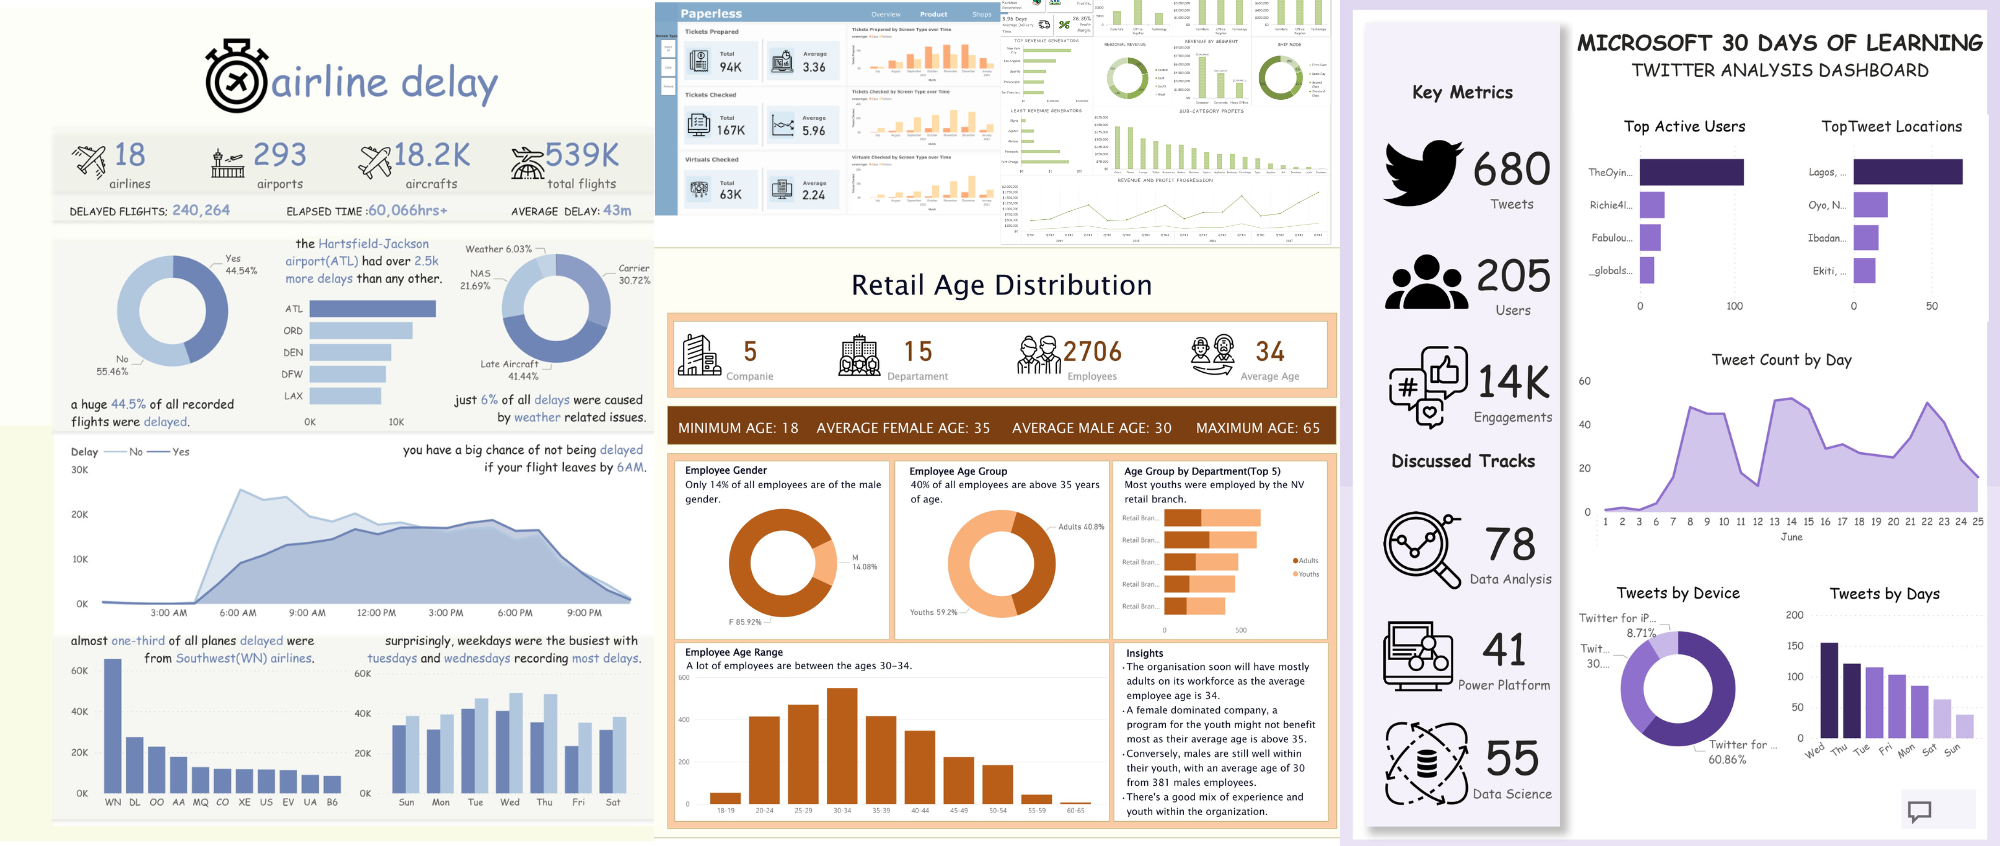 airline delay
18
airlines
293
airports
18.2K
aircrafts
539K
total flights
DELAYED FLIGHTS; 240,264
ELAPSED TIME :60,066hrs+
AVERAGE DELAY: 43m
Yes
44.54%
No
55.46%
a huge 44.5% of all recorded
flights were delayed.
the Hartsfield-Jackson
airport(ATL) had over 2.5k
more delays than any other.
ATL
ORD
DEN
DFW
LAX
0K 10K
Weather 6.03%
NAS
21.69%
Carrier
30.72%
Late Aircraft
41.44%
just 6% of all delays were caused
by weather related issues.
Delay No Yes
you have a big chance of not being delayed
if your flight leaves by 6AM.
30K
20K
10K
0K
3:00 AM 6:00 AM 9:00 AM 12:00 PM 3:00 PM 6:00 PM 9:00 PM
almost one-third of all planes delayed were
from Southwest(WN) airlines.
60K
40K
20K
0K
WN DL OO AA MQ CO XE US EV UA B6
surprisingly, weekdays were the busiest with
tuesdays and wednesdays recording most delays.
60K
40K
20K
0K
Sun Mon Tue Wed Thu Fri Sat
Paperless
Overview Product Shops
Tickets Prepared
Total
94K
Average
3.36
Tickets Prepared by Screen Type over Time
Tickets Checked
Total
167K
Average
5.96
Tickets Checked by Screen Type over Time
Virtuals Checked
Total
63K
Average
2.24
Virtuals Checked by Screen Type over Time
3.96 Days
26.35%
TOP REVENUE GENERATORS
REGIONAL REVENUE
REVENUE BY SEGMENT
SHIP MODE
LEAST REVENUE GENERATORS
SUB-CATEGORY PROFITS
REVENUE AND PROFIT PROGRESSION
Retail Age Distribution
5
Companie
15
Departament
2706
Employees
34
Average Age
MINIMUM AGE: 18 AVERAGE FEMALE AGE: 35 AVERAGE MALE AGE: 30 MAXIMUM AGE: 65
Employee Gender
Only 14% of all employees are of the male
gender.
M
14.08%
F 85.92%
Employee Age Group
40% of all employees are above 35 years
of age.
Adults 40.8%
Youths 59.2%
Age Group by Department(Top 5)
Most youths were employed by the NV
retail branch.
Retail Bran...
Retail Bran...
Retail Bran...
Retail Bran...
Retail Bran...
0 500
Adults
Youths
Employee Age Range
A lot of employees are between the ages 30-34.
600
400
200
0
18-19 20-24 25-29 30-34 35-39 40-44 45-49 50-54 55-59 60-65
Insights
·The organisation soon will have mostly
adults on its workforce as the average
employee age is 34.
·A female dominated company, a
program for the youth might not benefit
most as their average age is above 35.
·Conversely, males are still well within
their youth, with an average age of 30
from 381 males employees.
·There's a good mix of experience and
youth within the organization.
MICROSOFT 30 DAYS OF LEARNING
TWITTER ANALYSIS DASHBOARD
Key Metrics
680
Tweets
205
Users
14K
Engagements
Discussed Tracks
78
Data Analysis
41
Power Platform
55
Data Science
Top Active Users
TheOyin...
Richie4l...
Fabulou...
_globals...
0 100
TopTweet Locations
Lagos, ...
Oyo, N...
Ibadan...
Ekiti, ...
0 50
Tweet Count by Day
60
40
20
0
1 2 3 6 7 8 9 10 11 12 13 14 15 16 17 18 19 20 21 22 23 24 25
June
Tweets by Device
Twitter for iP...
8.71%
Twit...
30....
Twitter for ...
60.86%
Tweets by Days
200
150
100
50
0
Wed Thu Tue Fri Mon Sat Sun